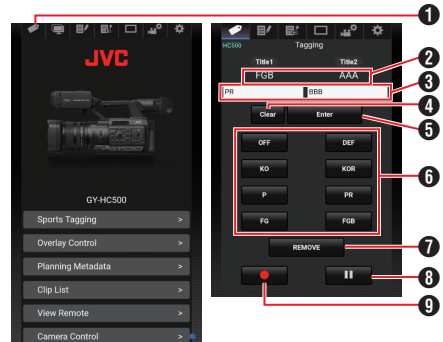 JVC
GY-HC500
Sports Tagging >
Overlay Control >
Planning Metadata >
Clip List >
View Remote >
Camera Control >
HC500 Tagging
Title1 Title2
FGB AAA
PR BBB
Clear Enter
OFF DEF
KO KOR
P PR
FG FGB
REMOVE
1
2
3
4
5
6
7
8
9